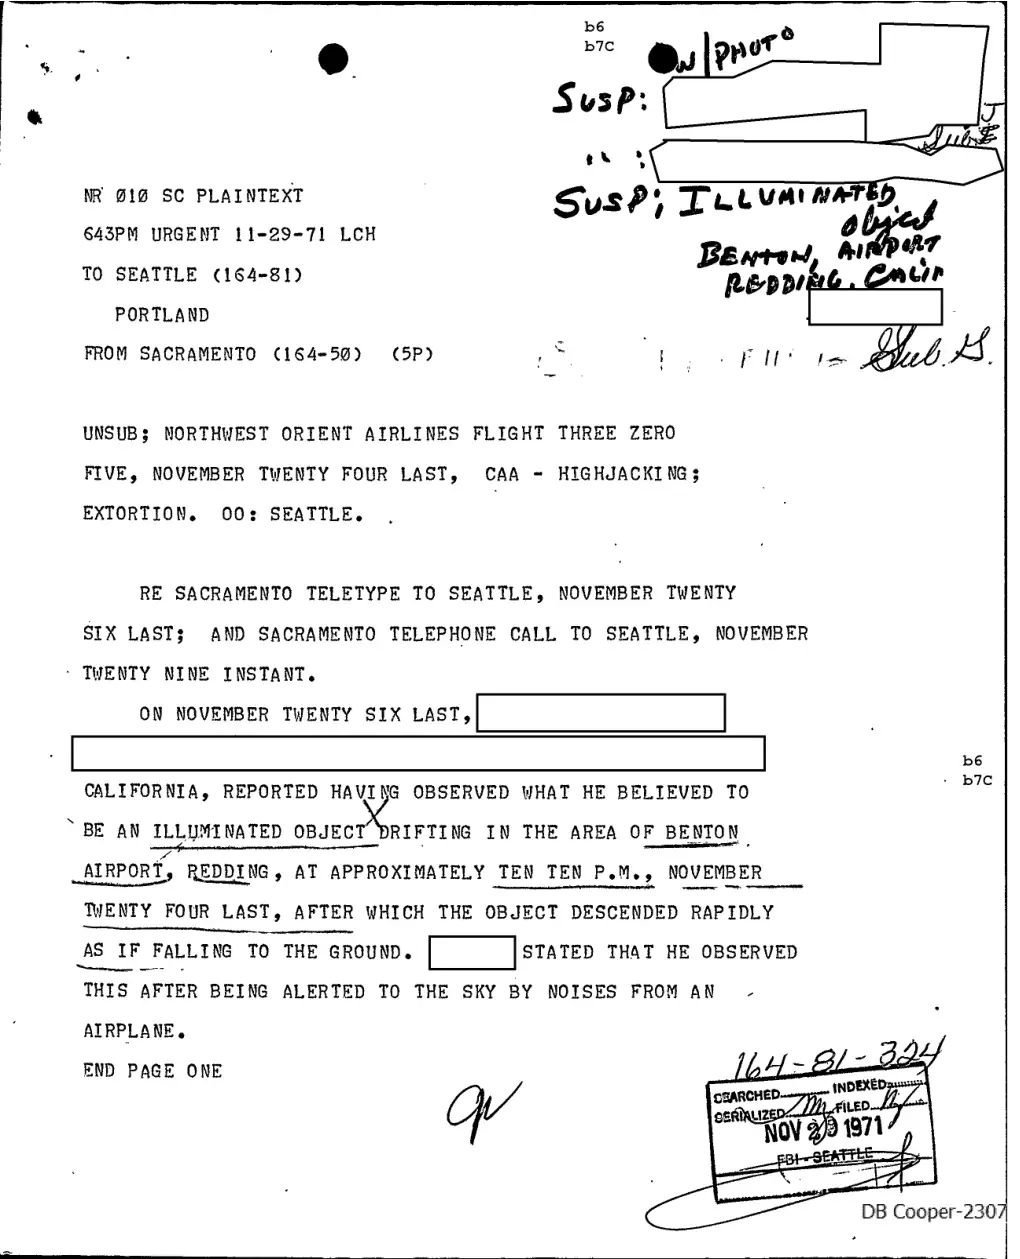 b6
b7C
W/PHOTO
SUSP:
" :
Sub
SUSP; ILLUMINATED
Object
BENTON, AIRPORT
REDDING. CALIF
NR 010 SC PLAINTEXT
643PM URGENT 11-29-71 LCH
TO SEATTLE (164-81)
PORTLAND
FROM SACRAMENTO (164-50) (5P)
Sub.
UNSUB; NORTHWEST ORIENT AIRLINES FLIGHT THREE ZERO
FIVE, NOVEMBER TWENTY FOUR LAST, CAA - HIGHJACKING;
EXTORTION. OO: SEATTLE.
RE SACRAMENTO TELETYPE TO SEATTLE, NOVEMBER TWENTY
SIX LAST; AND SACRAMENTO TELEPHONE CALL TO SEATTLE, NOVEMBER
TWENTY NINE INSTANT.
ON NOVEMBER TWENTY SIX LAST,
b6
b7C
CALIFORNIA, REPORTED HAVING OBSERVED WHAT HE BELIEVED TO
BE AN ILLUMINATED OBJECT DRIFTING IN THE AREA OF BENTON
AIRPORT, REDDING, AT APPROXIMATELY TEN TEN P.M., NOVEMBER
TWENTY FOUR LAST, AFTER WHICH THE OBJECT DESCENDED RAPIDLY
AS IF FALLING TO THE GROUND. STATED THAT HE OBSERVED
THIS AFTER BEING ALERTED TO THE SKY BY NOISES FROM AN
AIRPLANE.
END PAGE ONE
164-81-324
SEARCHED INDEXED
SERIALIZED FILED
NOV 29 1971
FBI - SEATTLE
DB Cooper-2307